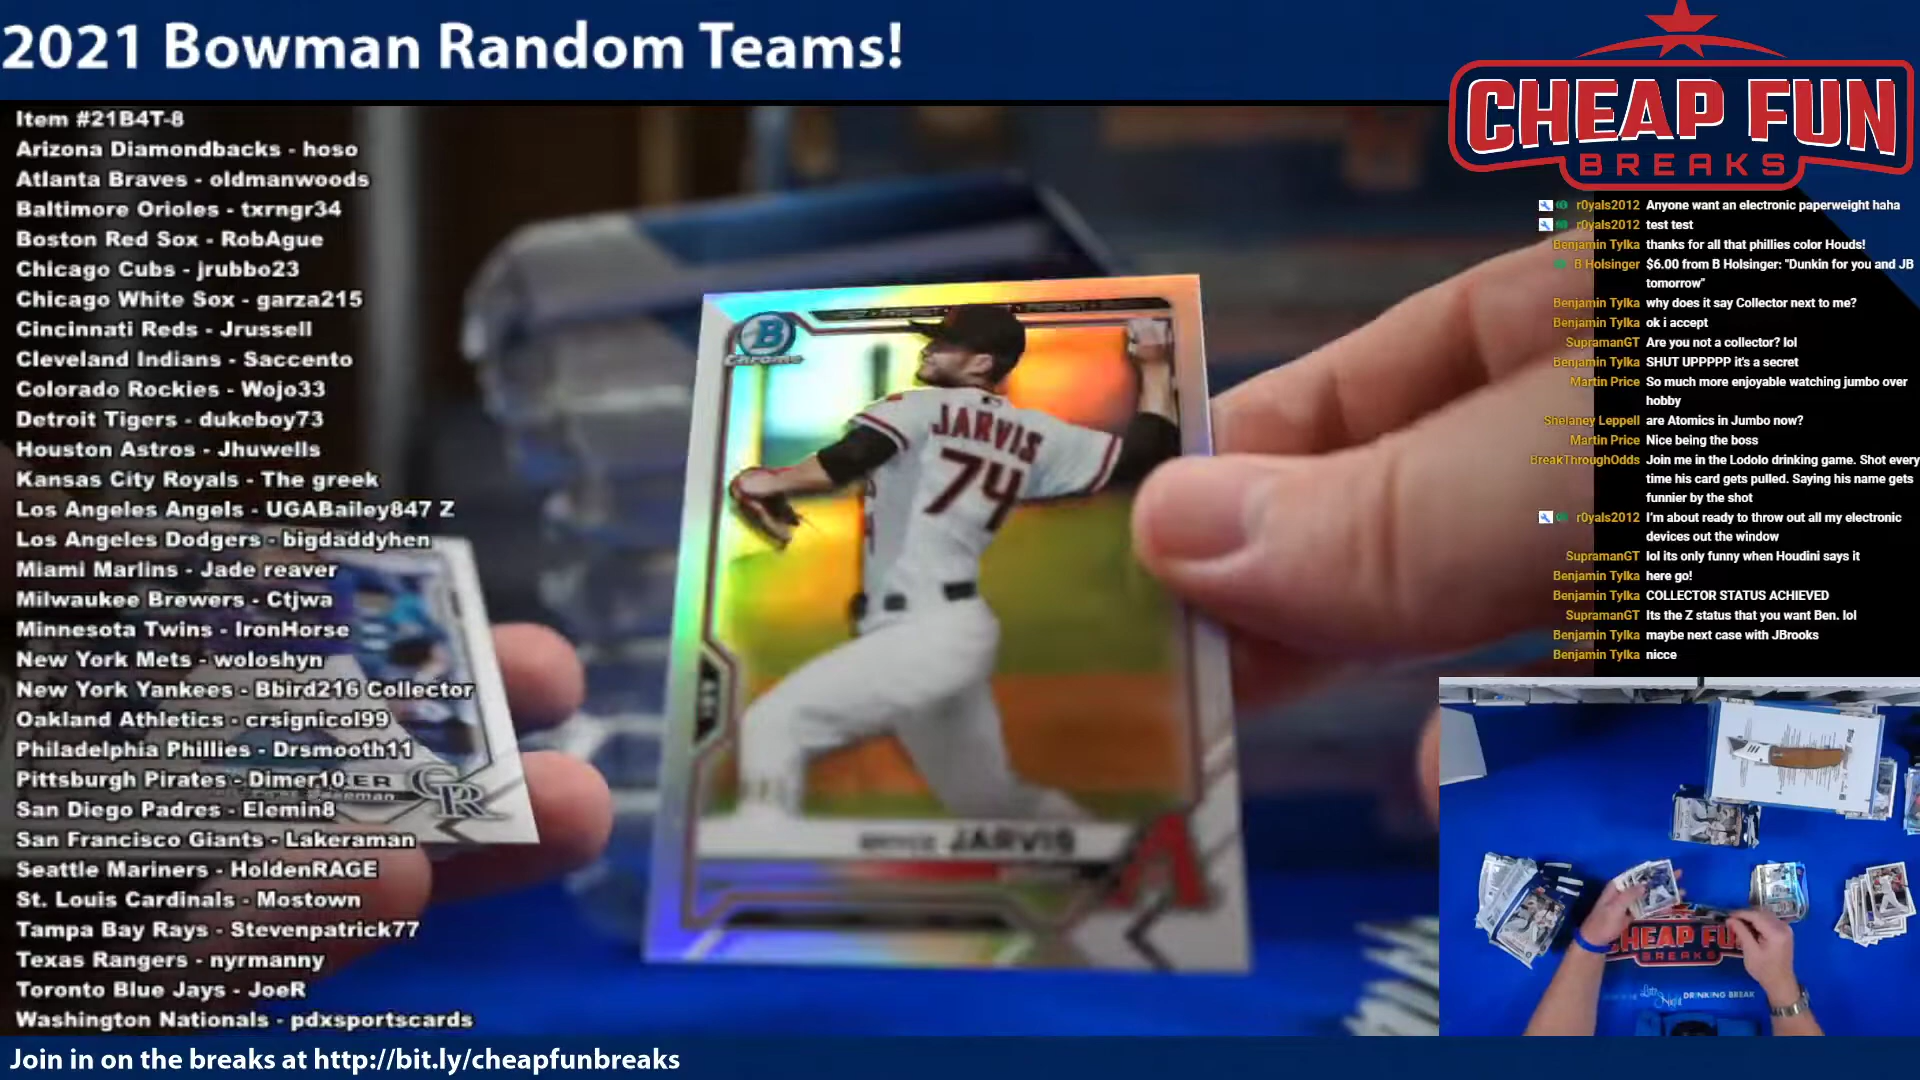 2021 Bowman Random Teams!
CHEAP FUN
BREAKS
Item #21B4T-8
Arizona Diamondbacks - hoso
Atlanta Braves - oldmanwoods
Baltimore Orioles - txrngr34
Boston Red Sox - RobAgue
Chicago Cubs - jrubbo23
Chicago White Sox - garza215
Cincinnati Reds - Jrussell
Cleveland Indians - Saccento
Colorado Rockies - Wojo33
Detroit Tigers - dukeboy73
Houston Astros - Jhuwells
Kansas City Royals - The greek
Los Angeles Angels - UGABailey847 Z
Los Angeles Dodgers - bigdaddyhen
Miami Marlins - Jade reaver
Milwaukee Brewers - Ctjwa
Minnesota Twins - IronHorse
New York Mets - woloshyn
New York Yankees - Bbird216 Collector
Oakland Athletics - crsignicol99
Philadelphia Phillies - Drsmooth11
Pittsburgh Pirates - Dimer10
San Diego Padres - Elemin8
San Francisco Giants - Lakeraman
Seattle Mariners - HoldenRAGE
St. Louis Cardinals - Mostown
Tampa Bay Rays - Stevenpatrick77
Texas Rangers - nyrmanny
Toronto Blue Jays - JoeR
Washington Nationals - pdxsportscards
B
Chrome
JARVIS
74
BRYCE JARVIS
A
CR
r0yals2012 Anyone want an electronic paperweight haha
r0yals2012 test test
Benjamin Tylka thanks for all that phillies color Houds!
B Holsinger $6.00 from B Holsinger: "Dunkin for you and JB
tomorrow"
Benjamin Tylka why does it say Collector next to me?
Benjamin Tylka ok i accept
SupramanGT Are you not a collector? lol
Benjamin Tylka SHUT UPPPPP it's a secret
Martin Price So much more enjoyable watching jumbo over
hobby
Shelaney Leppell are Atomics in Jumbo now?
Martin Price Nice being the boss
BreakThroughOdds Join me in the Lodolo drinking game. Shot every
time his card gets pulled. Saying his name gets
funnier by the shot
r0yals2012 I'm about ready to throw out all my electronic
devices out the window
SupramanGT lol its only funny when Houdini says it
Benjamin Tylka here go!
Benjamin Tylka COLLECTOR STATUS ACHIEVED
SupramanGT Its the Z status that you want Ben. lol
Benjamin Tylka maybe next case with JBrooks
Benjamin Tylka nicce
CHEAP FU
BREAKS
Late Night DRINKING BREAK
Join in on the breaks at http://bit.ly/cheapfunbreaks